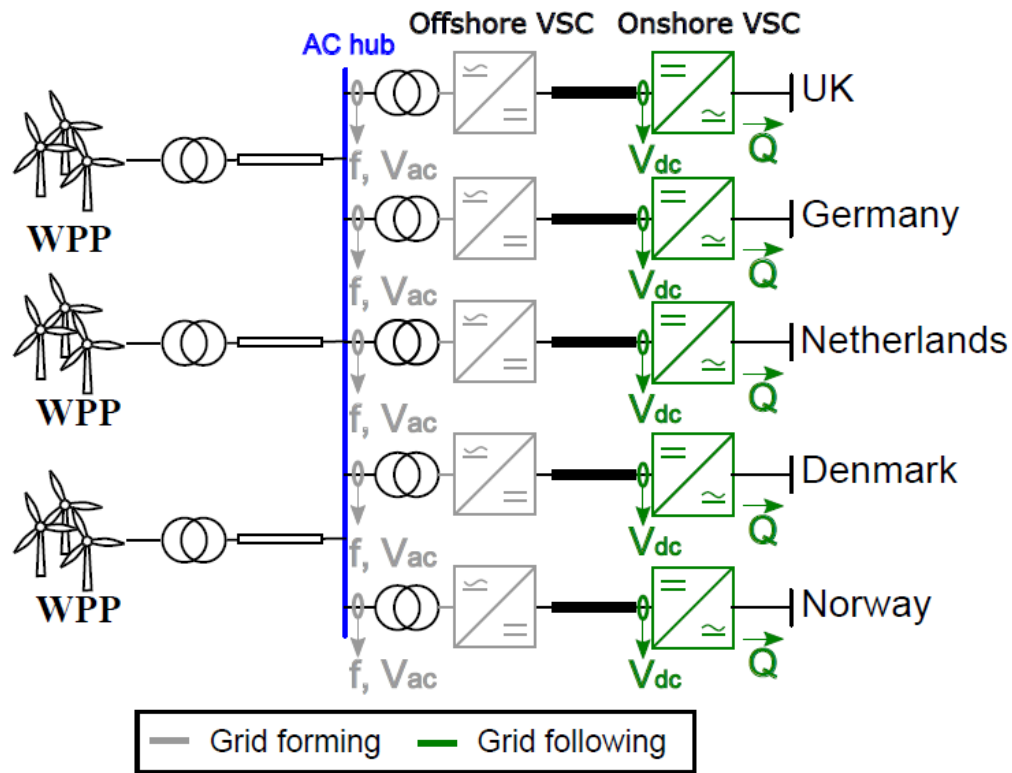 Offshore VSC Onshore VSC
AC hub
UK
f, Vac
Vdc
Q
WPP
Germany
f, Vac
Vdc
Q
Netherlands
WPP
f, Vac
Vdc
Q
Denmark
f, Vac
Vdc
Q
WPP
Norway
f, Vac
Vdc
Q
Grid forming Grid following